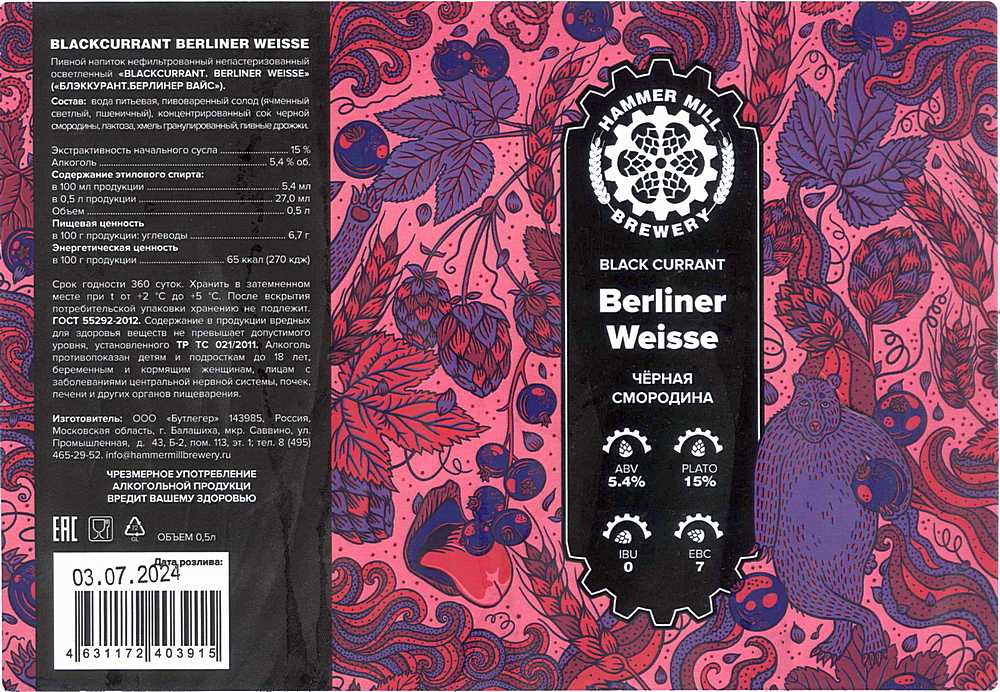 BLACKCURRANT BERLINER WEISSE
Пивной напиток нефильтрованный непастеризованный
осветленный «BLACKCURRANT. BERLINER WEISSE»
(«БЛЭККУРАНТ.БЕРЛИНЕР ВАЙС»).
Состав: вода питьевая, пивоваренный солод (ячменный
светлый, пшеничный), концентрированный сок черной
смородины, лактоза, хмель гранулированный, пивные дрожжи.
Экстрактивность начального сусла 15 %
Алкоголь 5,4 % об.
Содержание этилового спирта:
в 100 мл продукции 5,4 мл
в 0,5 л продукции 27,0 мл
Объем 0,5 л
Пищевая ценность
в 100 г продукции: углеводы 6,7 г
Энергетическая ценность
в 100 г продукции 65 ккал (270 кдж)
Срок годности 360 суток. Хранить в затемненном
месте при t от +2 °C до +5 °C. После вскрытия
потребительской упаковки хранению не подлежит.
ГОСТ 55292-2012. Содержание в продукции вредных
для здоровья веществ не превышает допустимого
уровня, установленного ТР ТС 021/2011. Алкоголь
противопоказан детям и подросткам до 18 лет,
беременным и кормящим женщинам, лицам с
заболеваниями центральной нервной системы, почек,
печени и других органов пищеварения.
Изготовитель: ООО «Бутлегер» 143985, Россия,
Московская область, г. Балашиха, мкр. Саввино, ул.
Промышленная, д. 43, Б-2, пом. 113, эт. 1; тел. 8 (495)
465-29-52. info@hammermillbrewery.ru
ЧРЕЗМЕРНОЕ УПОТРЕБЛЕНИЕ
АЛКОГОЛЬНОЙ ПРОДУКЦИ
ВРЕДИТ ВАШЕМУ ЗДОРОВЬЮ
EAC
GL
ОБЪЕМ 0,5л
Дата розлива:
03.07.2024
4 631172 403915
HAMMER MILL
BREWERY
BLACK CURRANT
Berliner
Weisse
ЧЁРНАЯ
СМОРОДИНА
ABV
5.4%
PLATO
15%
IBU
0
EBC
7